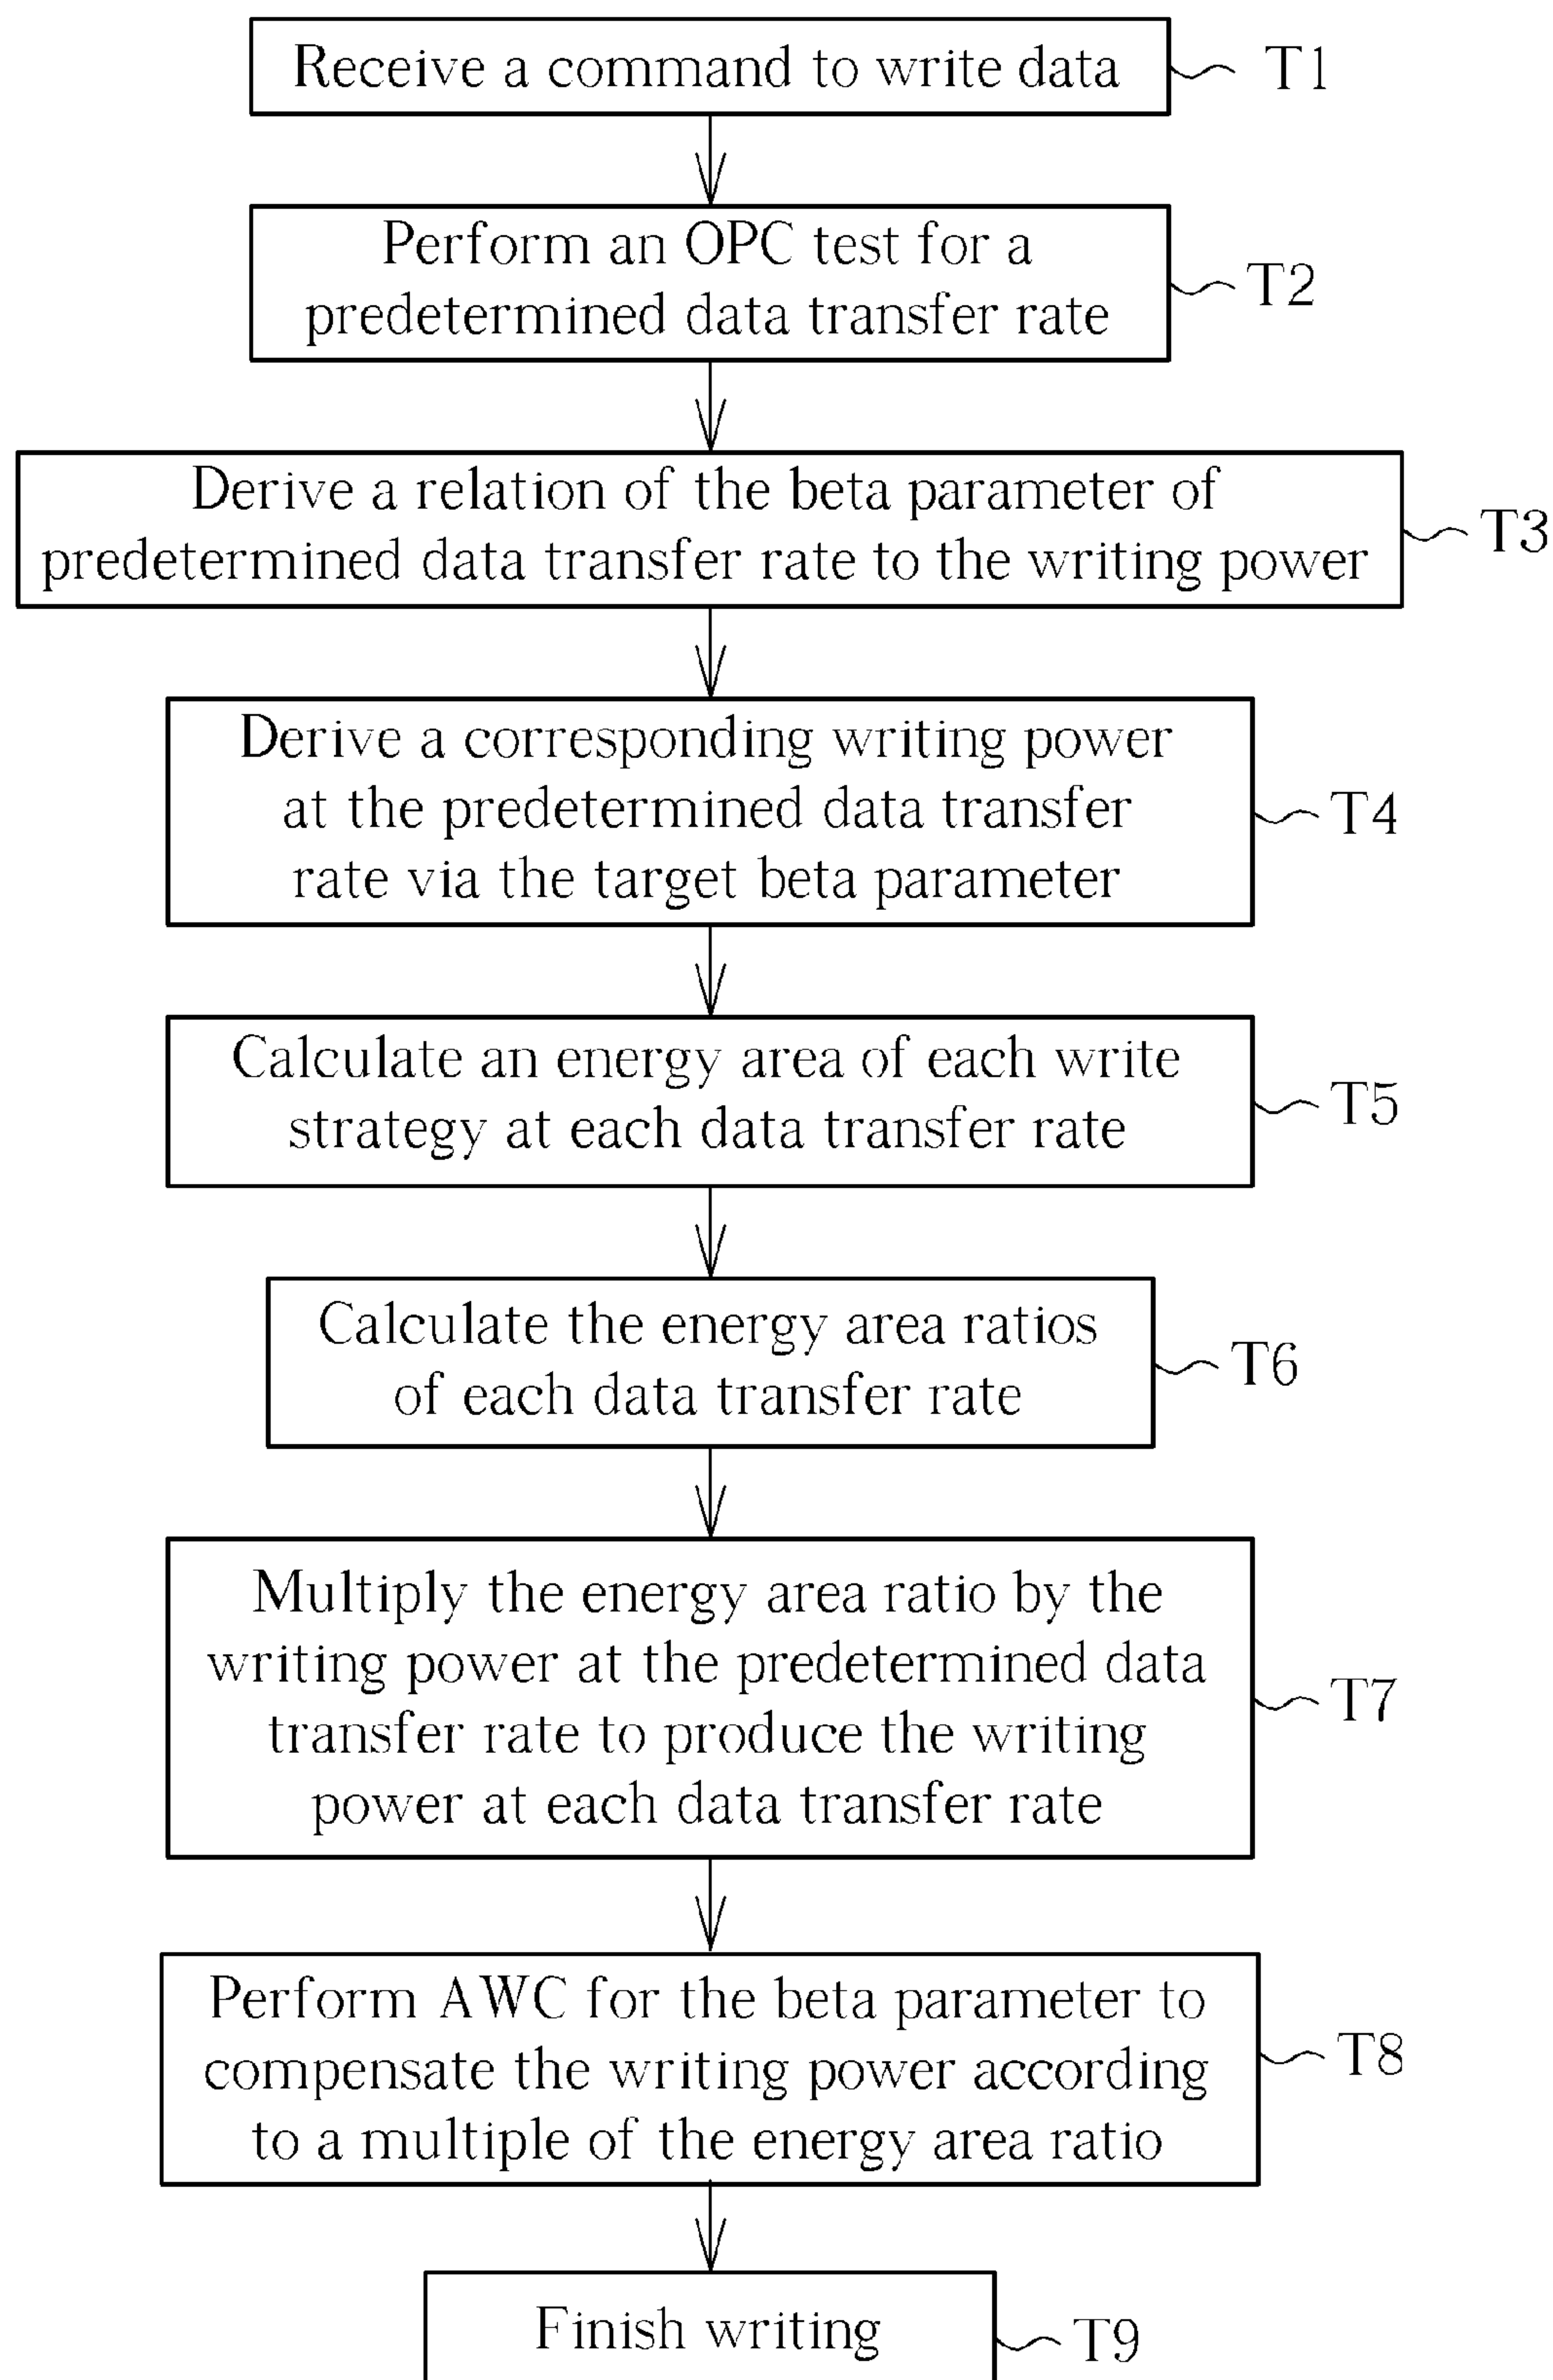 Receive a command to write data
T1
Perform an OPC test for a
predetermined data transfer rate
T2
Derive a relation of the beta parameter of
predetermined data transfer rate to the writing power
T3
Derive a corresponding writing power
at the predetermined data transfer
rate via the target beta parameter
T4
Calculate an energy area of each write
strategy at each data transfer rate
T5
Calculate the energy area ratios
of each data transfer rate
T6
Multiply the energy area ratio by the
writing power at the predetermined data
transfer rate to produce the writing
power at each data transfer rate
T7
Perform AWC for the beta parameter to
compensate the writing power according
to a multiple of the energy area ratio
T8
Finish writing
T9